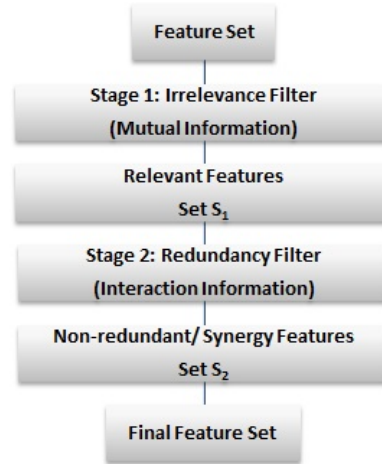 Feature Set
Stage 1: Irrelevance Filter
(Mutual Information)
Relevant Features
Set S₁
Stage 2: Redundancy Filter
(Interaction Information)
Non-redundant/ Synergy Features
Set S₂
Final Feature Set